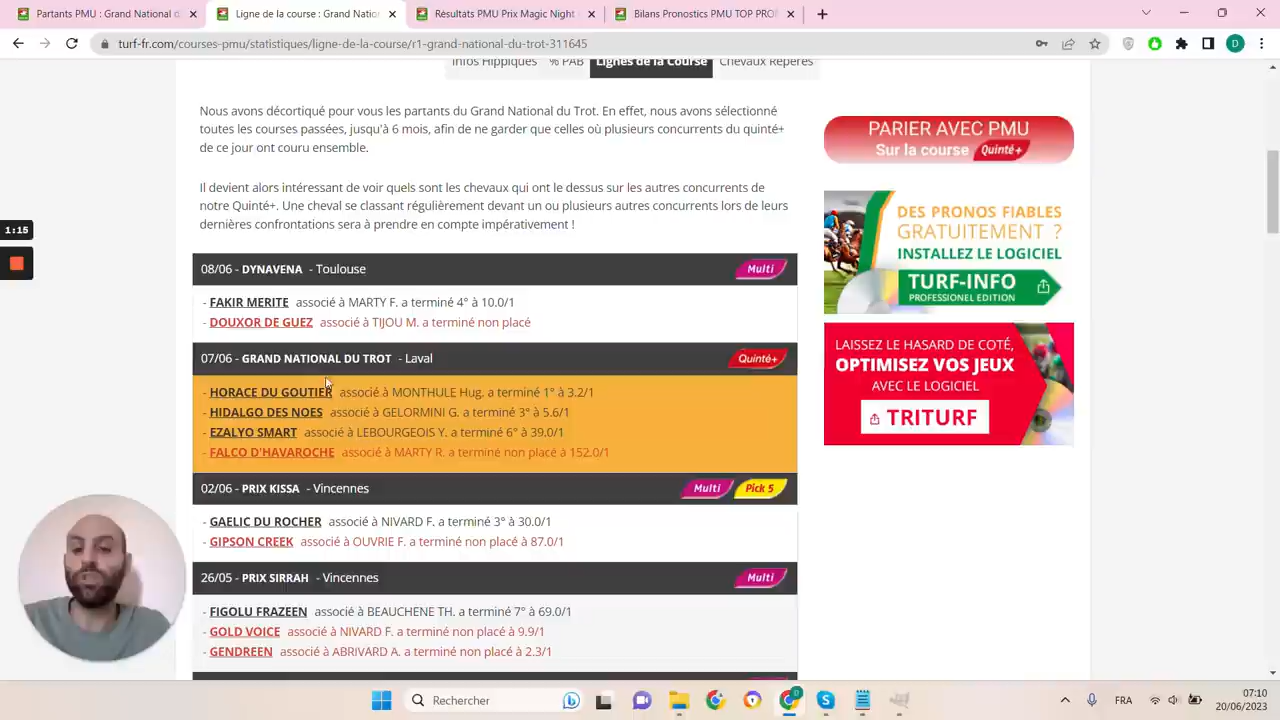 Partants PMU : Grand National d
Ligne de la Course - Grand Natio
Résultats PMU Magic Night
Bilans Pronostics PMU TOP PRO
turf-fr.com/courses-pmu/statistiques/ligne-de-la-course/r1-grand-national-du-trot-311645
Infos Hippiques
% PAB
Lignes de la Course
Chevaux Repérés
Nous avons décortiqué pour vous les partants du Grand National du Trot. En effet, nous avons sélectionné
toutes les courses passées, jusqu'à 6 mois, afin de ne garder que celles où plusieurs concurrents du quinté+
de ce jour ont couru ensemble.
Il devient alors intéressant de voir quels sont les chevaux qui ont le dessus sur les autres concurrents de
notre Quinté+. Une cheval se classant régulièrement devant un ou plusieurs autres concurrents lors de leurs
dernières confrontations sera à prendre en compte impérativement !
08/06 - DYNAVENA - Toulouse Multi
- FAKIR MERITE associé à MARTY F. a terminé 4° à 10.0/1
- DOUXOR DE GUEZ associé à TIJOU M. a terminé non placé
07/06 - GRAND NATIONAL DU TROT - Laval Quinté+
- HORACE DU GOUTIER associé à MONTHULE Hug. a terminé 1° à 3.2/1
- HIDALGO DES NOES associé à GELORMINI G. a terminé 3° à 5.6/1
- EZALYO SMART associé à LEBOURGEOIS Y. a terminé 6° à 39.0/1
- FALCO D'HAVAROCHE associé à MARTY R. a terminé non placé à 152.0/1
02/06 - PRIX KISSA - Vincennes Multi Pick 5
- GAELIC DU ROCHER associé à NIVARD F. a terminé 3° à 30.0/1
- GIPSON CREEK associé à OUVRIE F. a terminé non placé à 87.0/1
26/05 - PRIX SIRRAH - Vincennes Multi
- FIGOLU FRAZEEN associé à BEAUCHENE TH. a terminé 7° à 69.0/1
- GOLD VOICE associé à NIVARD F. a terminé non placé à 9.9/1
- GENDREEN associé à ABRIVARD A. a terminé non placé à 2.3/1
PARIER AVEC PMU
Sur la course Quinté+
DES PRONOS FIABLES
GRATUITEMENT ?
INSTALLEZ LE LOGICIEL
TURF-INFO
PROFESSIONEL EDITION
LAISSEZ LE HASARD DE COTÉ,
OPTIMISEZ VOS JEUX
AVEC LE LOGICIEL
TRITURF
1:15
Rechercher
FRA
07:10
20/06/2023